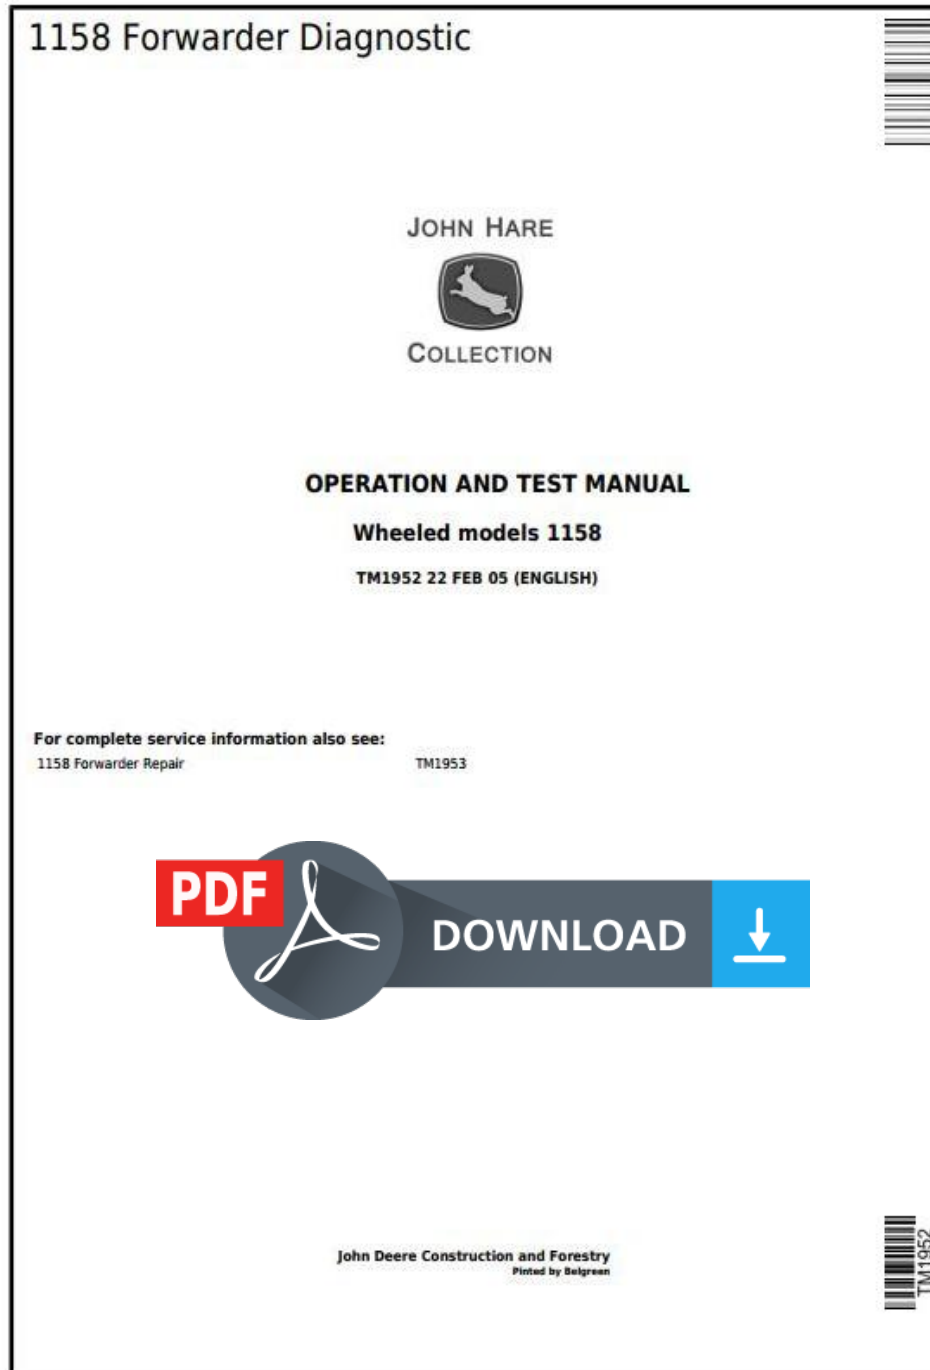 1158 Forwarder Diagnostic
JOHN HARE
COLLECTION
OPERATION AND TEST MANUAL
Wheeled models 1158
TM1952 22 FEB 05 (ENGLISH)
For complete service information also see:
1158 Forwarder Repair TM1953
PDF DOWNLOAD
John Deere Construction and Forestry
Pinted by Belgreen
TM1952